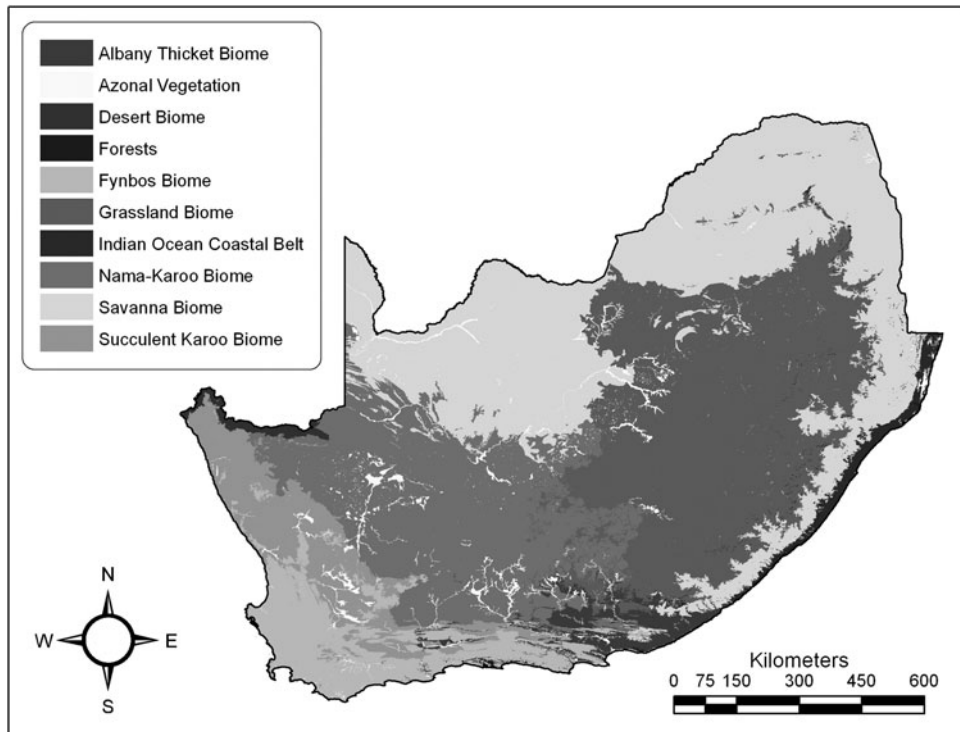 Albany Thicket Biome
Azonal Vegetation
Desert Biome
Forests
Fynbos Biome
Grassland Biome
Indian Ocean Coastal Belt
Nama-Karoo Biome
Savanna Biome
Succulent Karoo Biome
N
W E
S
Kilometers
0 75 150 300 450 600